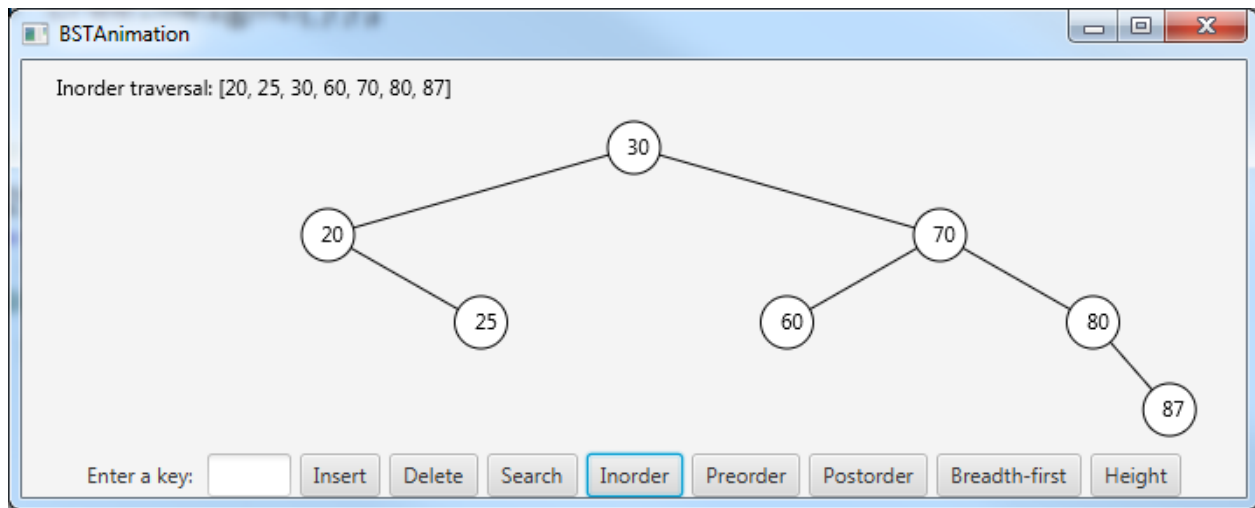 BSTAnimation
Inorder traversal: [20, 25, 30, 60, 70, 80, 87]
30
20 70
25 60 80
87
Enter a key: Insert Delete Search Inorder Preorder Postorder Breadth-first Height